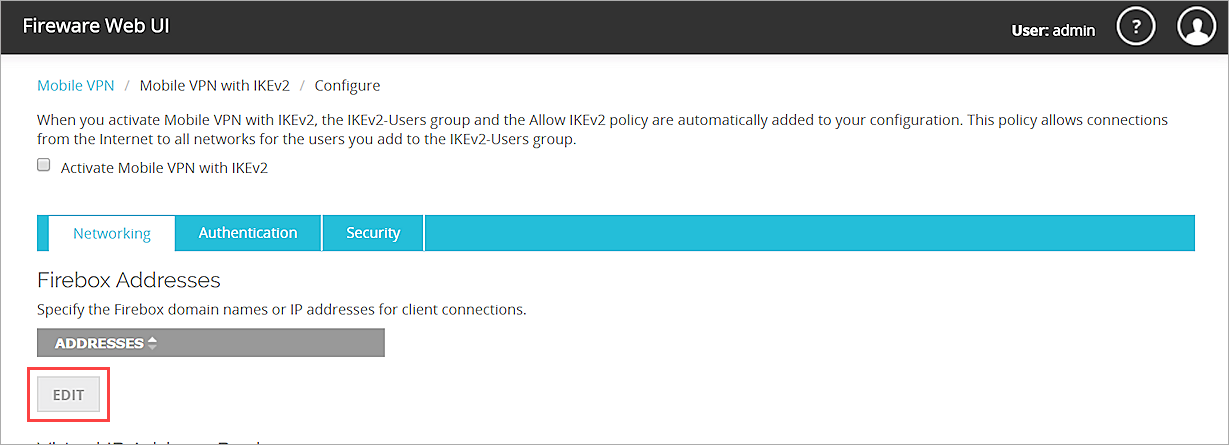 Fireware Web UI
User: admin
?
Mobile VPN / Mobile VPN with IKEv2 / Configure
When you activate Mobile VPN with IKEv2, the IKEv2-Users group and the Allow IKEv2 policy are automatically added to your configuration. This policy allows connections
from the Internet to all networks for the users you add to the IKEv2-Users group.
Activate Mobile VPN with IKEv2
Networking Authentication Security
Firebox Addresses
Specify the Firebox domain names or IP addresses for client connections.
ADDRESSES
EDIT